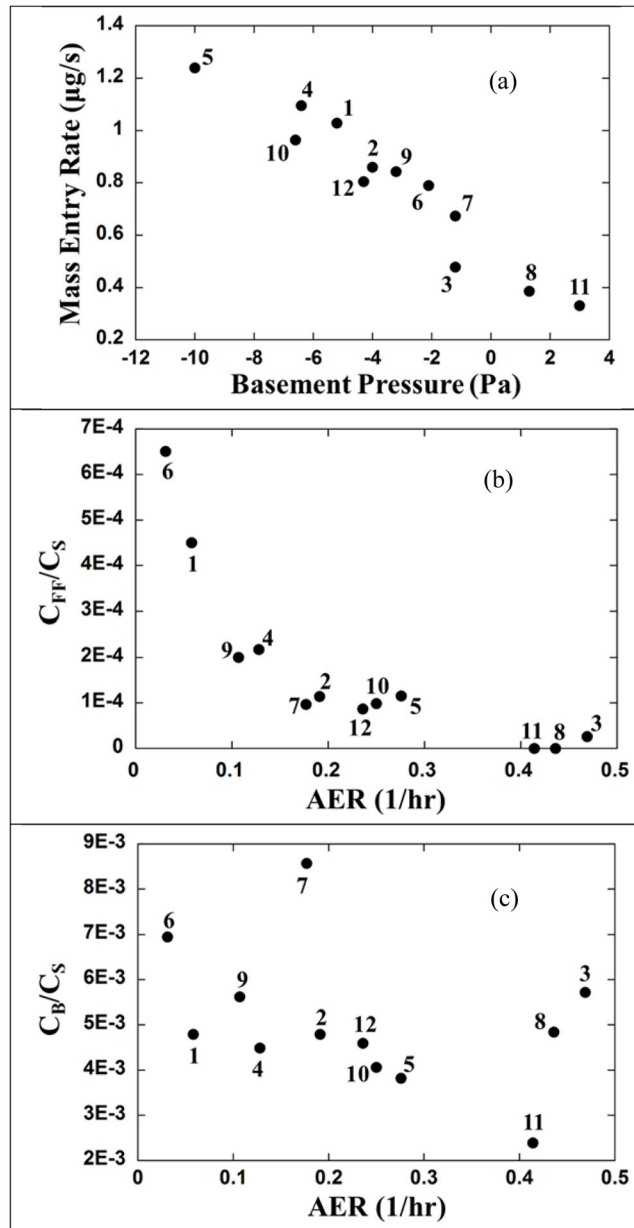 1.4
1.2
1
0.8
0.6
0.4
0.2
Mass Entry Rate (µg/s)
(a)
5
4
1
10
2
9
12
6
7
3
8
11
-12 -10 -8 -6 -4 -2 0 2 4
Basement Pressure (Pa)
7E-4
6E-4
5E-4
4E-4
3E-4
2E-4
1E-4
0
C_FF/C_S
(b)
6
1
9 4
7 2
12 10
5
11 8 3
0 0.1 0.2 0.3 0.4 0.5
AER (1/hr)
9E-3
8E-3
7E-3
6E-3
5E-3
4E-3
3E-3
2E-3
C_B/C_S
(c)
7
6
9
3
1
4
2
12
10 5
8
11
0 0.1 0.2 0.3 0.4 0.5
AER (1/hr)